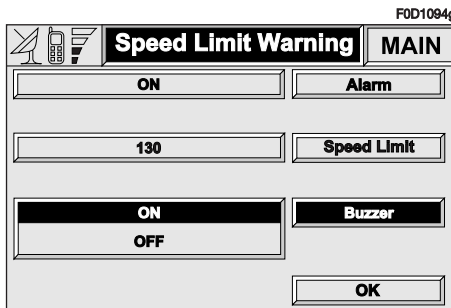 F0D1094g
Speed Limit Warning MAIN
ON Alarm
130 Speed Limit
ON Buzzer
OFF
OK